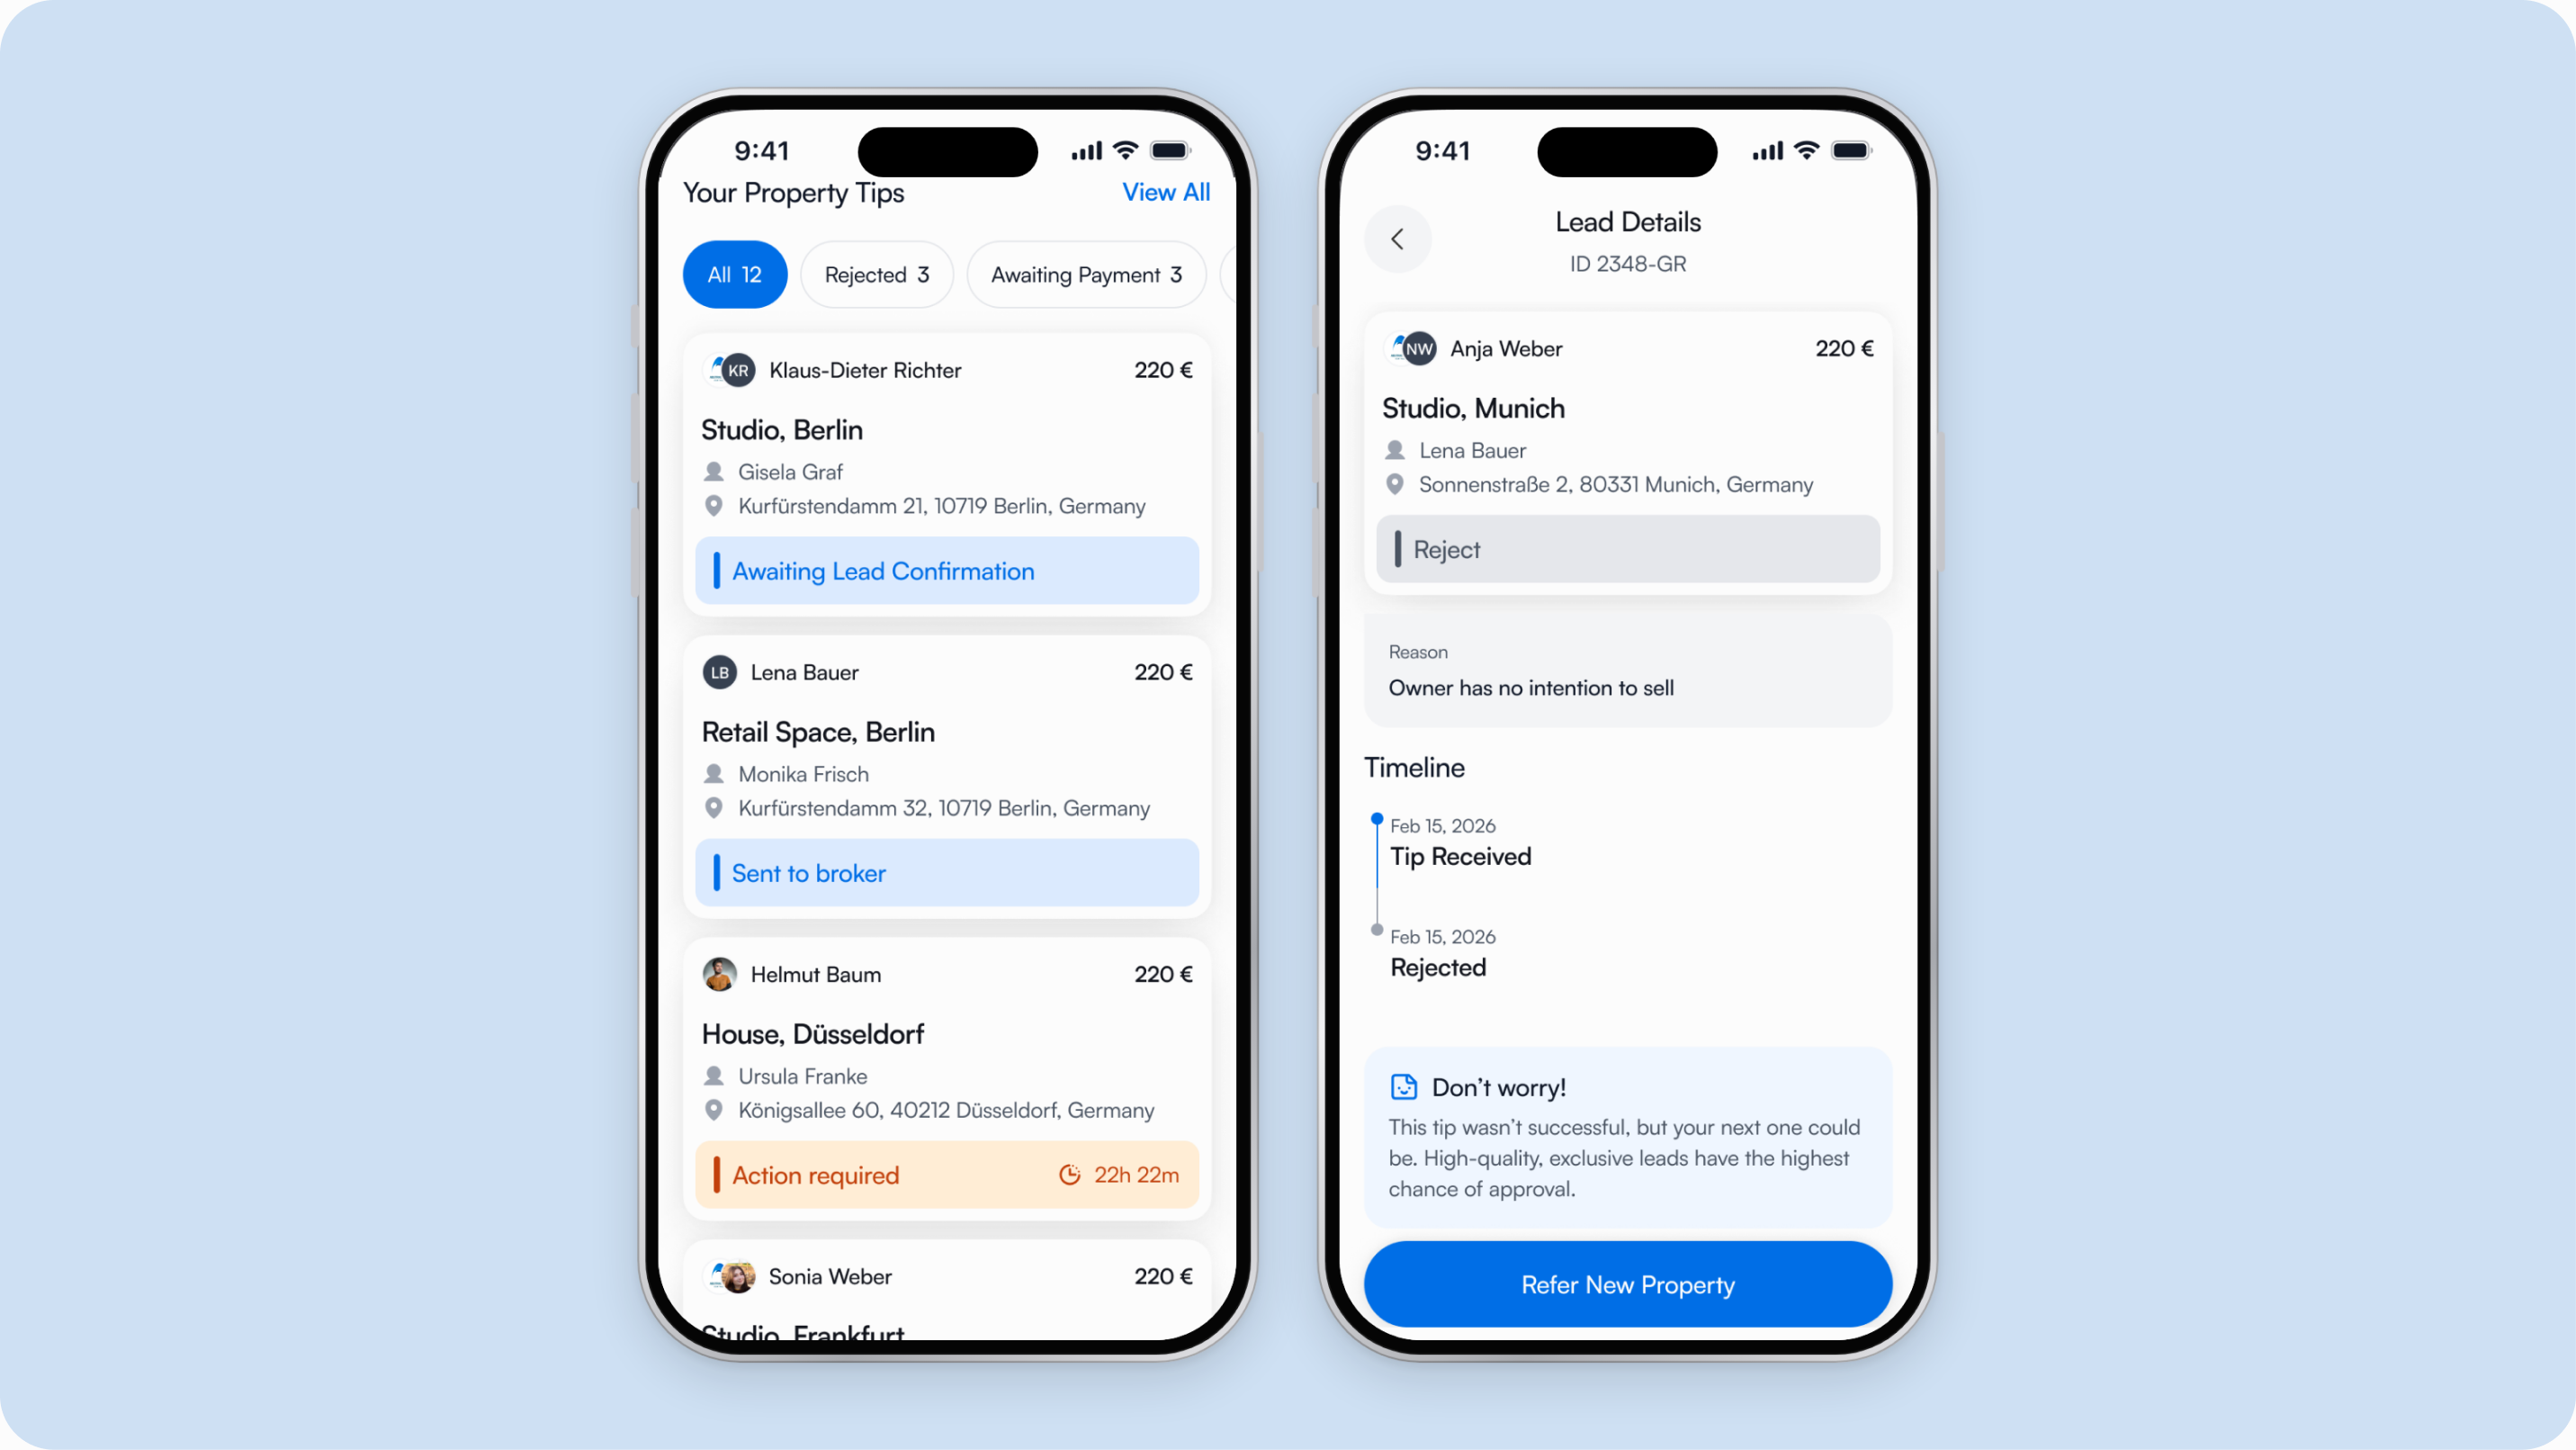 9:41
Your Property Tips View All
All 12 Rejected 3 Awaiting Payment 3
KR Klaus-Dieter Richter 220 €
Studio, Berlin
Gisela Graf
Kurfürstendamm 21, 10719 Berlin, Germany
Awaiting Lead Confirmation
LB Lena Bauer 220 €
Retail Space, Berlin
Monika Frisch
Kurfürstendamm 32, 10719 Berlin, Germany
Sent to broker
Helmut Baum 220 €
House, Düsseldorf
Ursula Franke
Königsallee 60, 40212 Düsseldorf, Germany
Action required 22h 22m
Sonia Weber 220 €
Studio, Frankfurt
9:41
Lead Details
ID 2348-GR
NW Anja Weber 220 €
Studio, Munich
Lena Bauer
Sonnenstraße 2, 80331 Munich, Germany
Reject
Reason
Owner has no intention to sell
Timeline
Feb 15, 2026
Tip Received
Feb 15, 2026
Rejected
Don’t worry!
This tip wasn’t successful, but your next one could
be. High-quality, exclusive leads have the highest
chance of approval.
Refer New Property